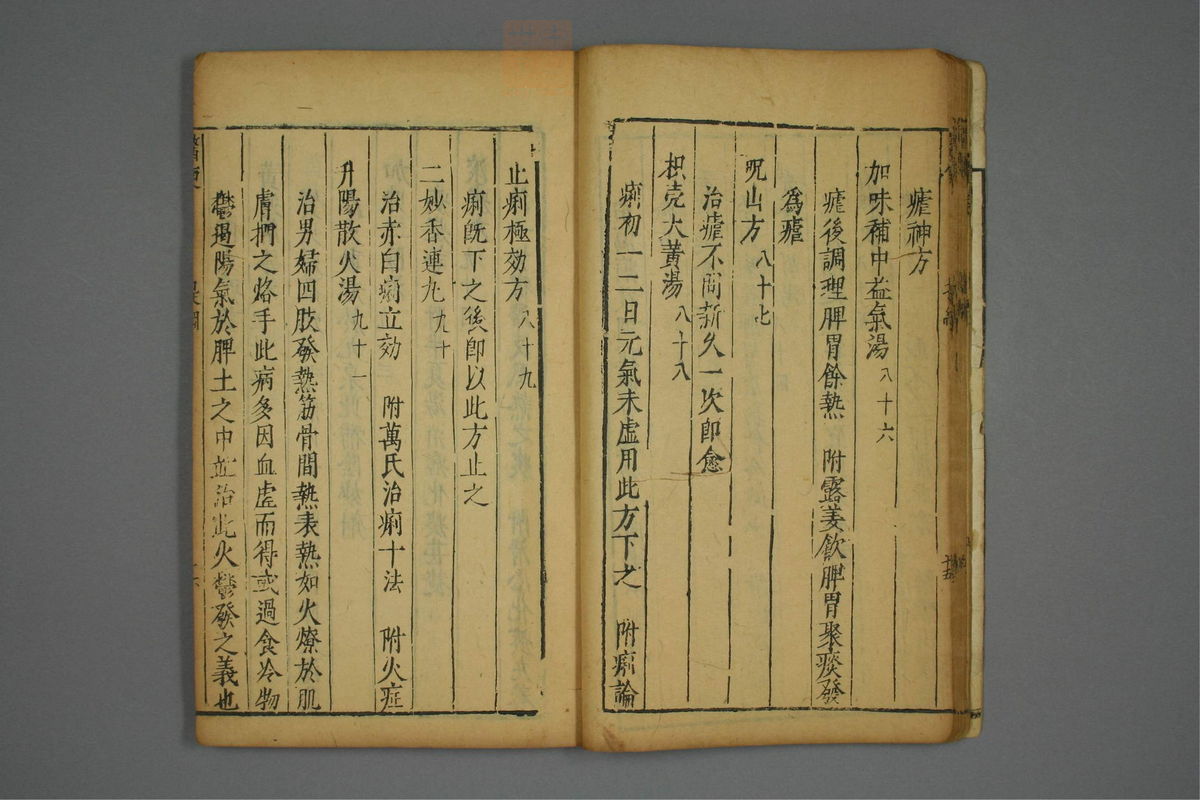 瘧神方
加味補中益氣湯 八十六
瘧後調理脾胃餘熱 附露姜飲脾胃聚痰發
爲瘧
呪山方 八十七
治瘧不問新久一次即愈
枳壳大黃湯 八十八
痢初一二日元氣未虛用此方下之 附痢論
止痢極効方 八十九
痢既下之後即以此方止之
二妙香連丸 九十
治赤白痢立効 附萬氏治痢十法 附火症
升陽散火湯 九十一
治男婦四肢發熱筋骨間熱表熱如火燎於肌
膚捫之烙手此病多因血虛而得或過食冷物
鬱遏陽氣於脾土之中並治此火鬱發之義也